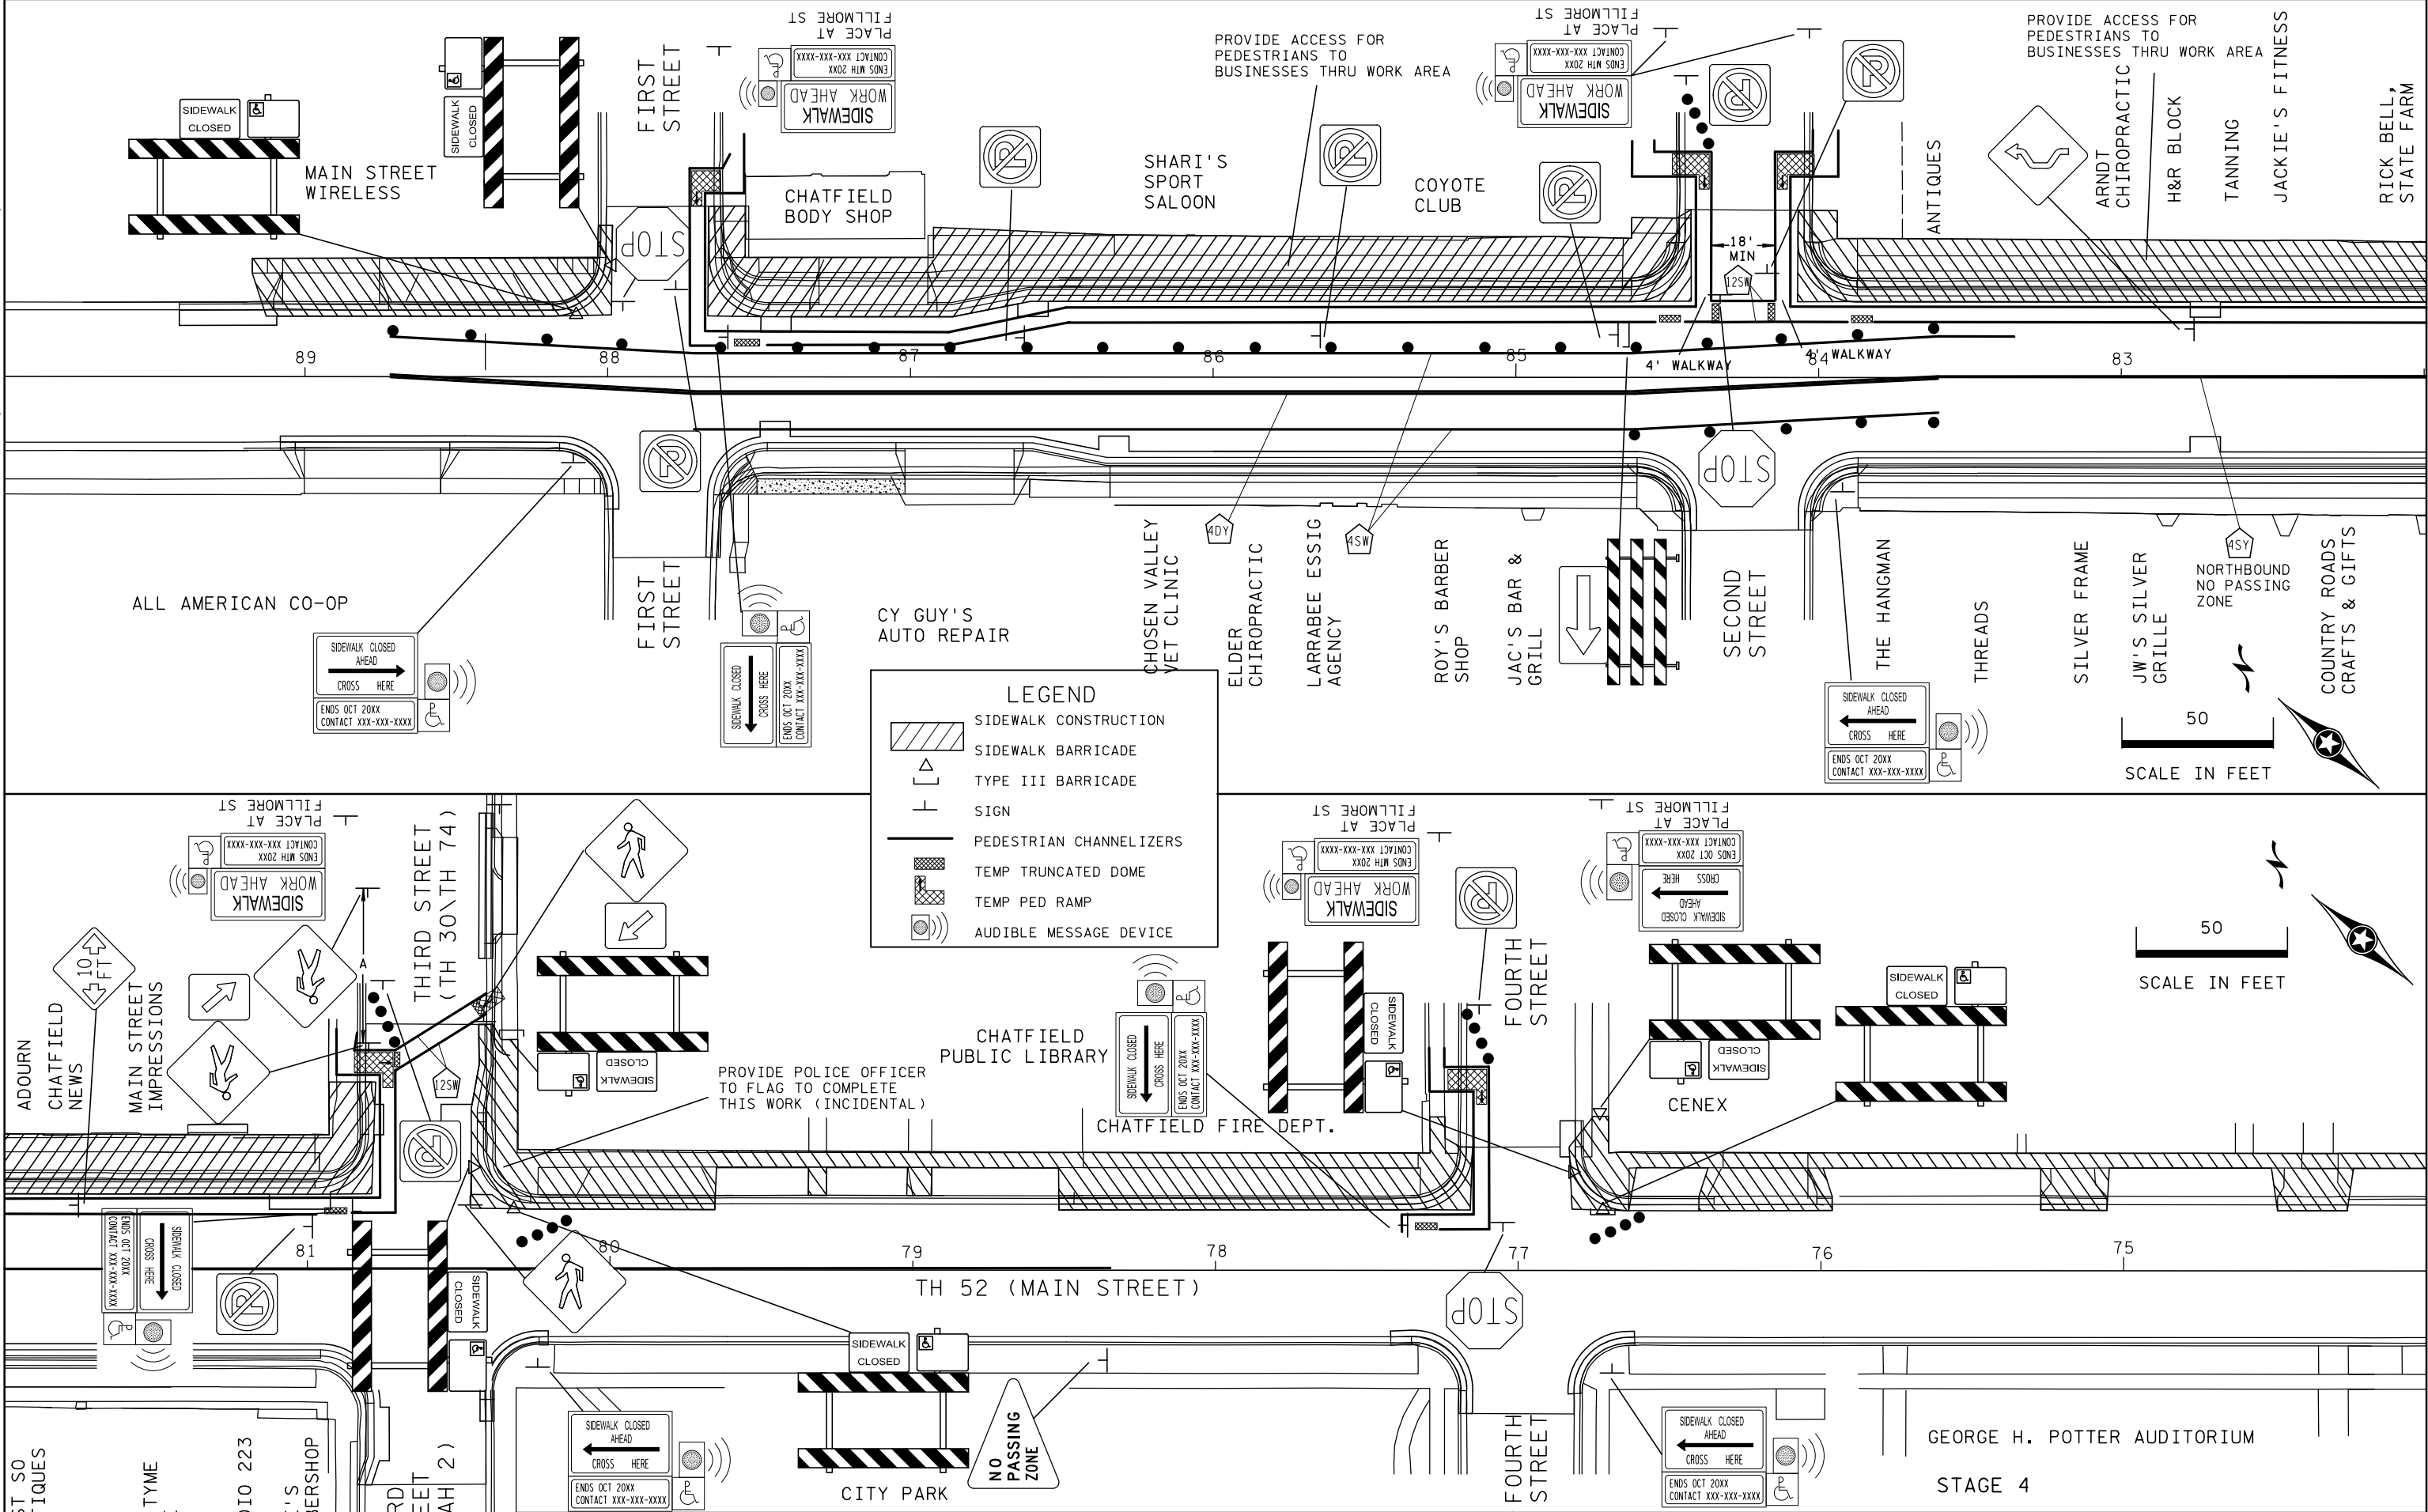 PLACE AT
FILLMORE ST
CONTACT XXX-XXX-XXXX
ENDS MTH 20XX
SIDEWALK
WORK AHEAD
SIDEWALK
CLOSED
SIDEWALK
CLOSED
MAIN STREET
WIRELESS
FIRST
STREET
STOP
CHATFIELD
BODY SHOP
P
SHARI'S
SPORT
SALOON
PROVIDE ACCESS FOR
PEDESTRIANS TO
BUSINESSES THRU WORK AREA
P
COYOTE
CLUB
P
PLACE AT
FILLMORE ST
SIDEWALK
WORK AHEAD
ENDS MTH 20XX
CONTACT XXX-XXX-XXXX
P
P
18'
MIN
12SW
ANTIQUES
PROVIDE ACCESS FOR
PEDESTRIANS TO
BUSINESSES THRU WORK AREA
ARNDT
CHIROPRACTIC
H&R BLOCK
TANNING
JACKIE'S FITNESS
RICK BELL,
STATE FARM
89
88
87
86
85
84
83
4' WALKWAY
4' WALKWAY
P
STOP
ALL AMERICAN CO-OP
SIDEWALK CLOSED
AHEAD
CROSS HERE
ENDS OCT 20XX
CONTACT XXX-XXX-XXXX
FIRST
STREET
SIDEWALK CLOSED
CROSS HERE
ENDS OCT 20XX
CONTACT XXX-XXX-XXXX
CY GUY'S
AUTO REPAIR
CHOSEN VALLEY
VET CLINIC
4DY
ELDER
CHIROPRACTIC
LARRABEE ESSIG
AGENCY
4SW
ROY'S BARBER
SHOP
JAC'S BAR &
GRILL
SECOND
STREET
THE HANGMAN
SIDEWALK CLOSED
AHEAD
CROSS HERE
ENDS OCT 20XX
CONTACT XXX-XXX-XXXX
THREADS
SILVER FRAME
JW'S SILVER
GRILLE
4SY
NORTHBOUND
NO PASSING
ZONE
COUNTRY ROADS
CRAFTS & GIFTS
50
SCALE IN FEET
LEGEND
SIDEWALK CONSTRUCTION
SIDEWALK BARRICADE
TYPE III BARRICADE
SIGN
PEDESTRIAN CHANNELIZERS
TEMP TRUNCATED DOME
TEMP PED RAMP
AUDIBLE MESSAGE DEVICE
PLACE AT
FILLMORE ST
SIDEWALK
WORK AHEAD
ENDS MTH 20XX
CONTACT XXX-XXX-XXXX
10
FT
ADOURN
CHATFIELD
NEWS
MAIN STREET
IMPRESSIONS
A
THIRD STREET
(TH 30\TH 74)
12SW
P
SIDEWALK
CLOSED
PROVIDE POLICE OFFICER
TO FLAG TO COMPLETE
THIS WORK (INCIDENTAL)
CHATFIELD
PUBLIC LIBRARY
SIDEWALK CLOSED
CROSS HERE
ENDS OCT 20XX
CONTACT XXX-XXX-XXXX
CHATFIELD FIRE DEPT.
PLACE AT
FILLMORE ST
SIDEWALK
WORK AHEAD
ENDS MTH 20XX
CONTACT XXX-XXX-XXXX
SIDEWALK
CLOSED
P
FOURTH
STREET
PLACE AT
FILLMORE ST
SIDEWALK CLOSED
AHEAD
CROSS HERE
ENDS OCT 20XX
CONTACT XXX-XXX-XXXX
SIDEWALK
CLOSED
CENEX
SIDEWALK
CLOSED
50
SCALE IN FEET
81
80
79
78
77
76
75
SIDEWALK CLOSED
CROSS HERE
ENDS OCT 20XX
CONTACT XXX-XXX-XXXX
P
SIDEWALK
CLOSED
TH 52 (MAIN STREET)
STOP
SIDEWALK
CLOSED
CITY PARK
NO
PASSING
ZONE
SIDEWALK CLOSED
AHEAD
CROSS HERE
ENDS OCT 20XX
CONTACT XXX-XXX-XXXX
FOURTH
STREET
SIDEWALK CLOSED
AHEAD
CROSS HERE
ENDS OCT 20XX
CONTACT XXX-XXX-XXXX
GEORGE H. POTTER AUDITORIUM
STAGE 4